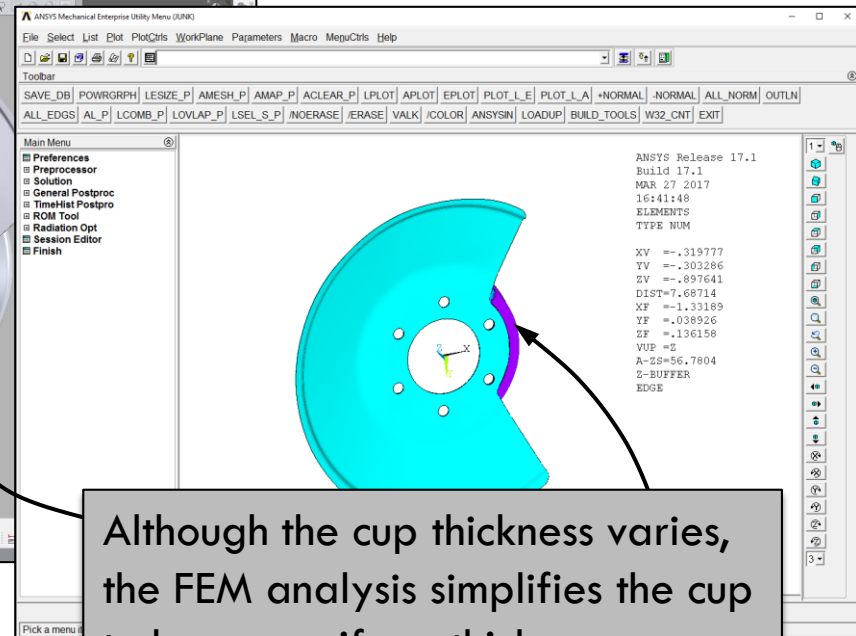 ANSYS Mechanical Enterprise Utility Menu (JUNK)
File Select List Plot PlotCtrls WorkPlane Parameters Macro MenuCtrls Help
Toolbar
SAVE_DB POWRGRPH LESIZE_P AMESH_P AMAP_P ACLEAR_P LPLOT APLOT EPLOT PLOT_L_E PLOT_L_A +NORMAL -NORMAL ALL_NORM OUTLN
ALL_EDGS AL_P LCOMB_P LOVLAP_P LSEL_S_P /NOERASE /ERASE VALK /COLOR ANSYSIN LOADUP BUILD_TOOLS W32_CNT EXIT
Main Menu
Preferences
Preprocessor
Solution
General Postproc
TimeHist Postpro
ROM Tool
Radiation Opt
Session Editor
Finish
ANSYS Release 17.1
Build 17.1
MAR 27 2017
16:41:48
ELEMENTS
TYPE NUM
XV =-.319777
YV =-.303286
ZV =-.897641
DIST=7.68714
XF =-1.33189
YF =.038926
ZF =.136158
VUP =Z
A-ZS=56.7804
Z-BUFFER
EDGE
Z X
1
3
Although the cup thickness varies,
the FEM analysis simplifies the cup
Pick a menu